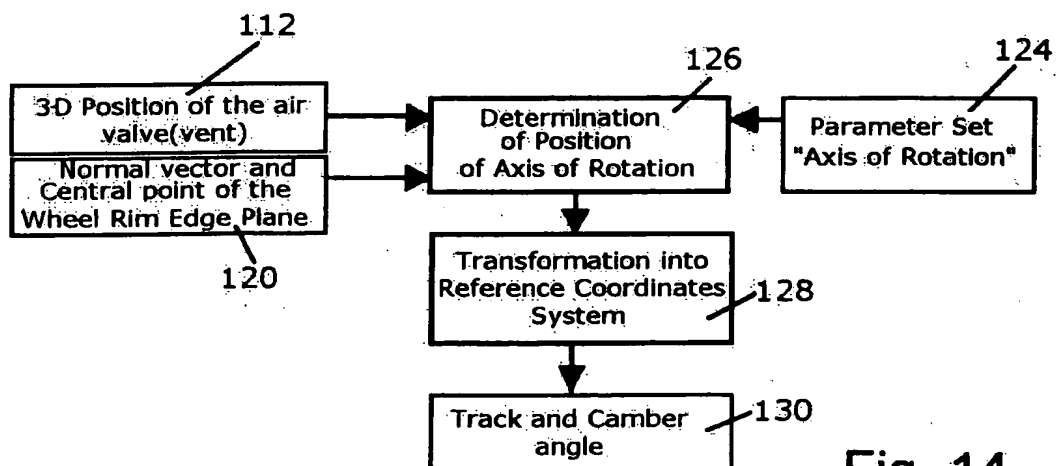 112
3-D Position of the air
valve(vent)
Normal vector and
Central point of the
Wheel Rim Edge Plane
120
126
Determination
of Position
of Axis of Rotation
124
Parameter Set
"Axis of Rotation"
Transformation into
Reference Coordinates
System
128
Track and Camber
angle
130
Fig. 14